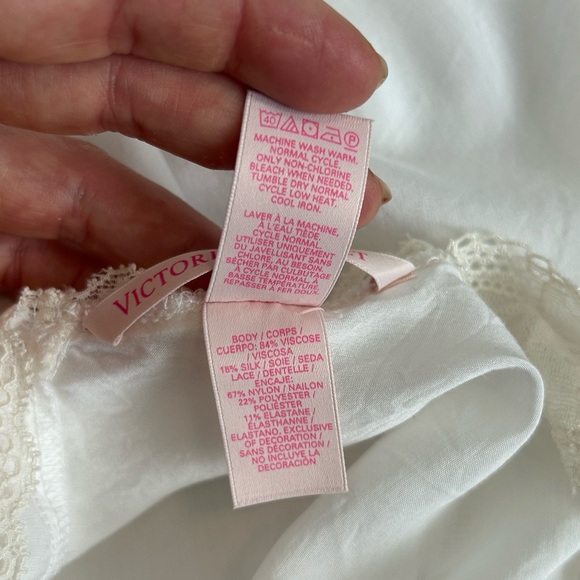 40
P
MACHINE WASH WARM.
NORMAL CYCLE.
ONLY NON-CHLORINE
BLEACH WHEN NEEDED.
TUMBLE DRY NORMAL
CYCLE LOW HEAT.
COOL IRON.
LAVER À LA MACHINE,
À L'EAU TIÈDE,
CYCLE NORMAL.
UTILISER UNIQUEMENT
DU JAVELLISANT SANS
CHLORE, AU BESOIN.
SÉCHER PAR CULBUTAGE
À CYCLE NORMAL ET
BASSE TEMPÉRATURE.
REPASSER À FER DOUX.
VICTORI
T
BODY / CORPS /
CUERPO: 84% VISCOSE
/ VISCOSA
16% SILK / SOIE / SEDA
LACE / DENTELLE /
ENCAJE:
67% NYLON / NAILON
22% POLYESTER /
POLIÉSTER
11% ELASTANE /
ÉLASTHANNE /
ELASTANO, EXCLUSIVE
OF DECORATION /
SANS DÉCORATION /
NO INCLUYE LA
DECORACIÓN